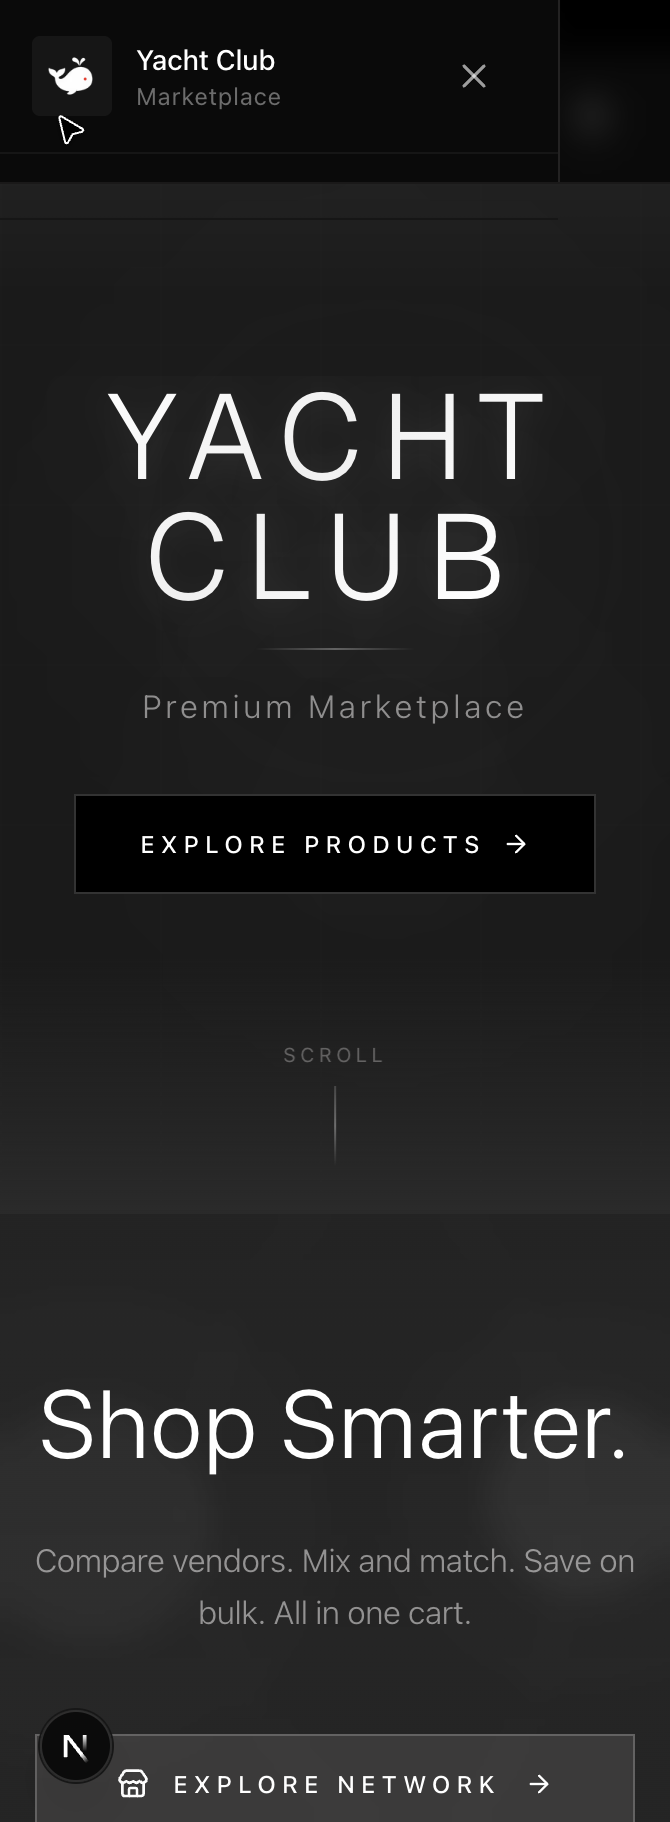 Yacht Club
Marketplace
YACHT
CLUB
Premium Marketplace
EXPLORE PRODUCTS →
SCROLL
Shop Smarter.
Compare vendors. Mix and match. Save on
bulk. All in one cart.
N
EXPLORE NETWORK →